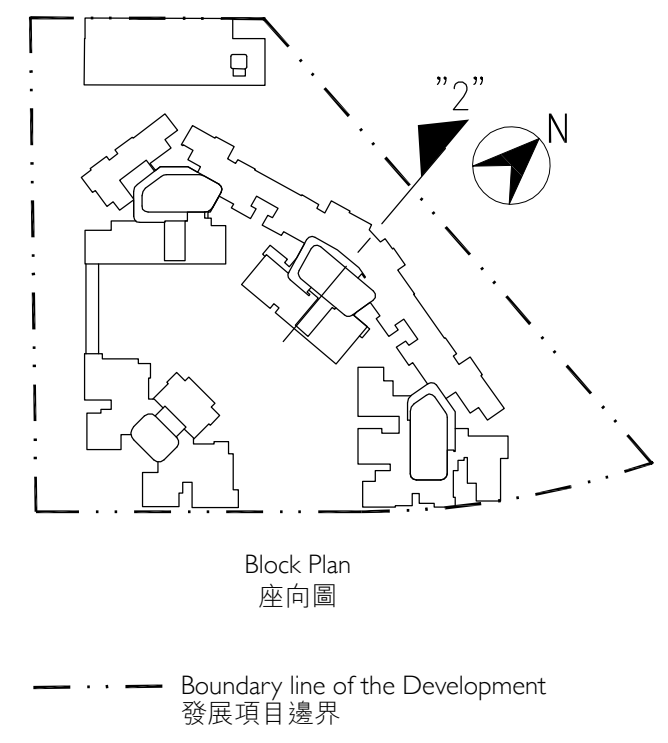 "2"
N
Block Plan
座向圖
Boundary line of the Development
發展項目邊界